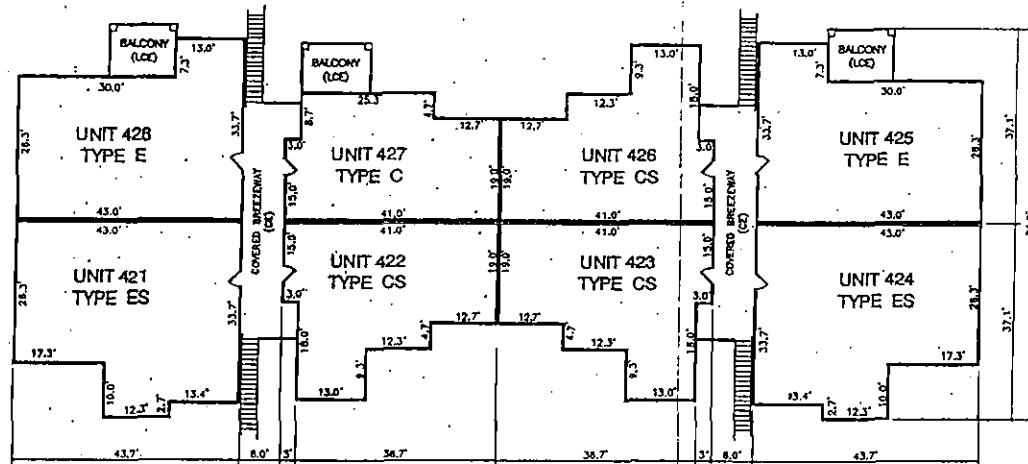 BALCONY
(LCE)
13.0'
7.3'
30.0'
BALCONY
(LCE)
25.3'
8.7'
4.7'
12.7'
12.7'
12.3'
9.3'
13.0'
13.0'
7.3'
BALCONY
(LCE)
30.0'
UNIT 428
TYPE E
28.3'
33.7'
43.0'
COVERED BREEZEWAY
(CE)
3.0'
15.0'
UNIT 427
TYPE C
19.0'
41.0'
19.0'
UNIT 426
TYPE CS
41.0'
3.0'
15.0'
COVERED BREEZEWAY
33.7'
UNIT 425
TYPE E
28.3'
43.0'
37.1'
43.0'
UNIT 421
TYPE ES
28.3'
33.7'
17.3'
10.0'
12.3'
2.7'
13.4'
41.0'
15.0'
UNIT 422
TYPE CS
3.0'
19.0'
12.7'
4.7'
12.3'
9.3'
13.0'
41.0'
19.0'
UNIT 423
TYPE CS
15.0'
3.0'
12.7'
4.7
12.3'
9.3'
13.0'
43.0'
UNIT 424
TYPE ES
28.3'
33.7'
17.3'
10.0'
12.3'
2.7'
13.4'
37.1'
43.7'
8.0'
3'
38.7'
38.7'
3'
8.0'
43.7'